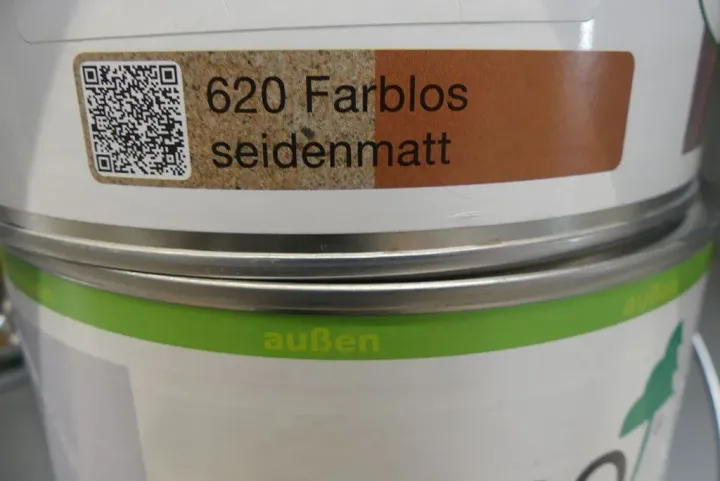 620 Farblos
seidenmatt
außen
außen